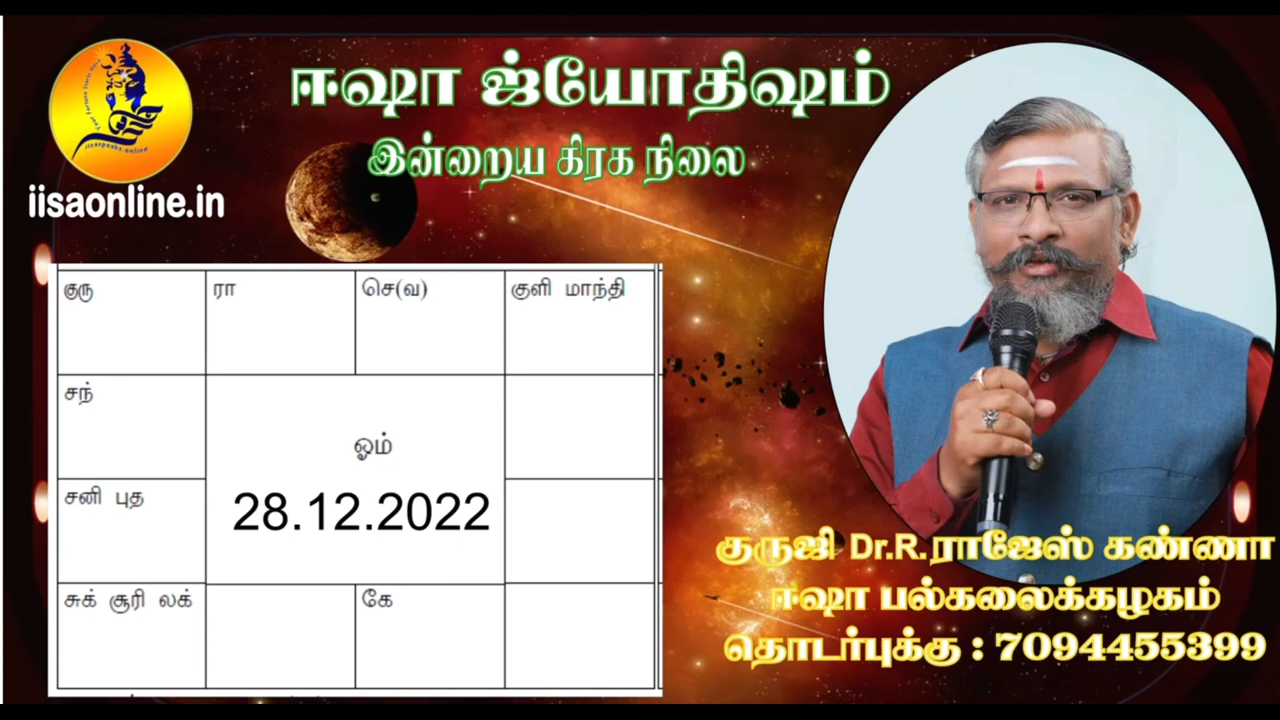 ஈஷா ஜ்யோதிஷம்
இன்றைய கிரக நிலை
iisaonline.in
குரு ரா செ(வ) குளி மாந்தி
சந்
ஓம்
சனி புத
28.12.2022
சுக் சூரி லக் கே
குருஜி Dr.R.ராஜேஸ் கண்ணா
ஈஷா பல்கலைக்கழகம்
தொடர்புக்கு : 7094455399